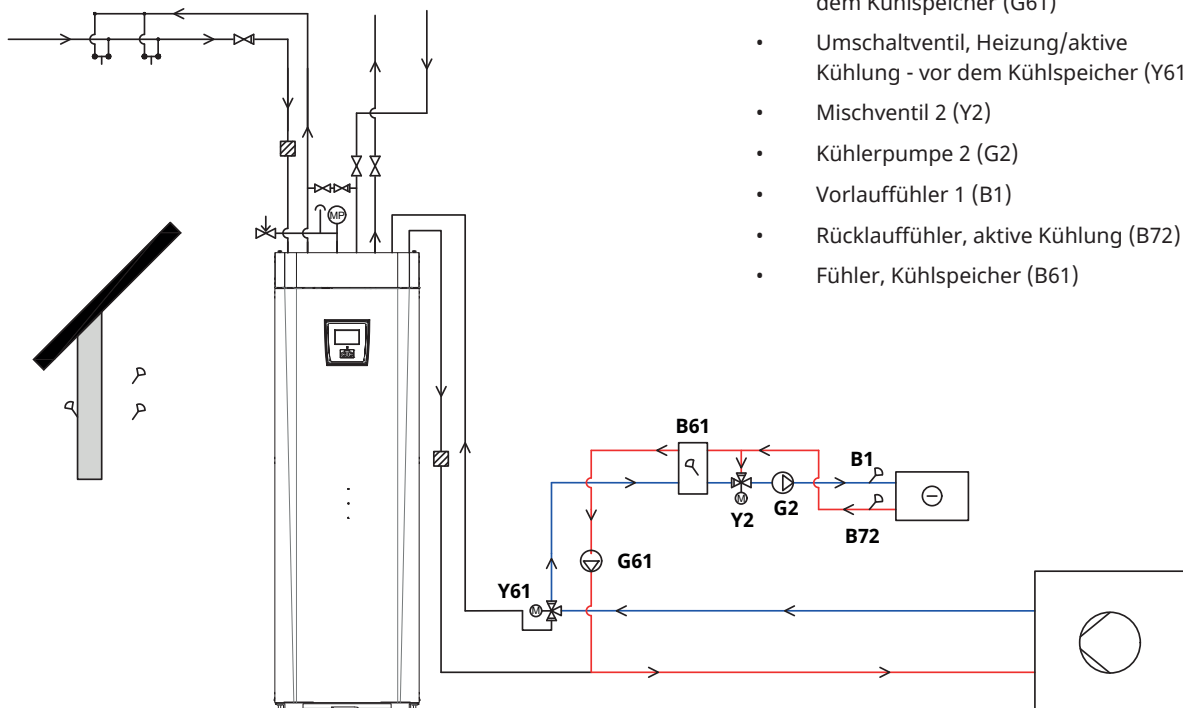 dem Kühlspeicher (G61)
• Umschaltventil, Heizung/aktive
Kühlung - vor dem Kühlspeicher (Y61
• Mischventil 2 (Y2)
• Kühlerpumpe 2 (G2)
• Vorlauffühler 1 (B1)
• Rücklauffühler, aktive Kühlung (B72)
• Fühler, Kühlspeicher (B61)
MP
B61
B1
M
Y2
G2
B72
G61
Y61
M